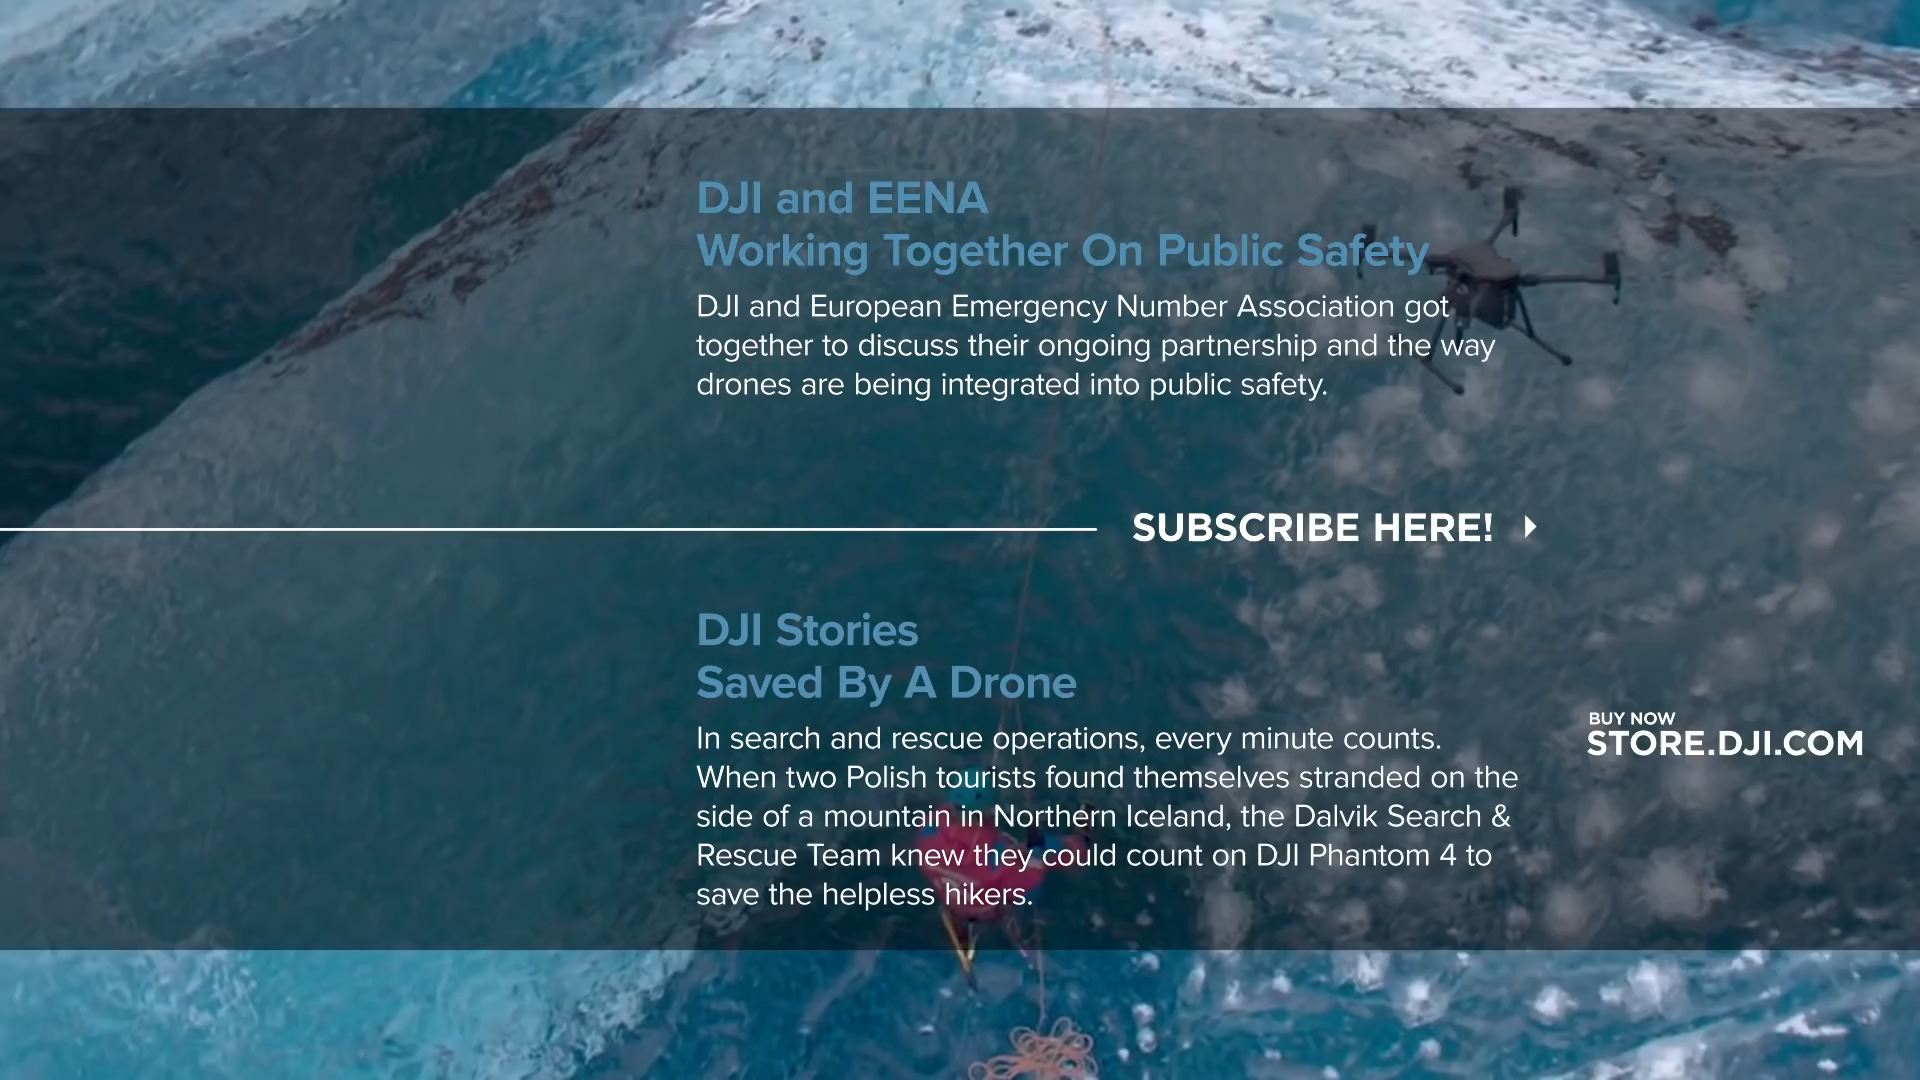 DJI and EENA
Working Together On Public Safety
DJI and European Emergency Number Association got
together to discuss their ongoing partnership and the way
drones are being integrated into public safety.
SUBSCRIBE HERE!
DJI Stories
Saved By A Drone
In search and rescue operations, every minute counts.
When two Polish tourists found themselves stranded on the
side of a mountain in Northern Iceland, the Dalvik Search &
Rescue Team knew they could count on DJI Phantom 4 to
save the helpless hikers.
BUY NOW
STORE.DJI.COM